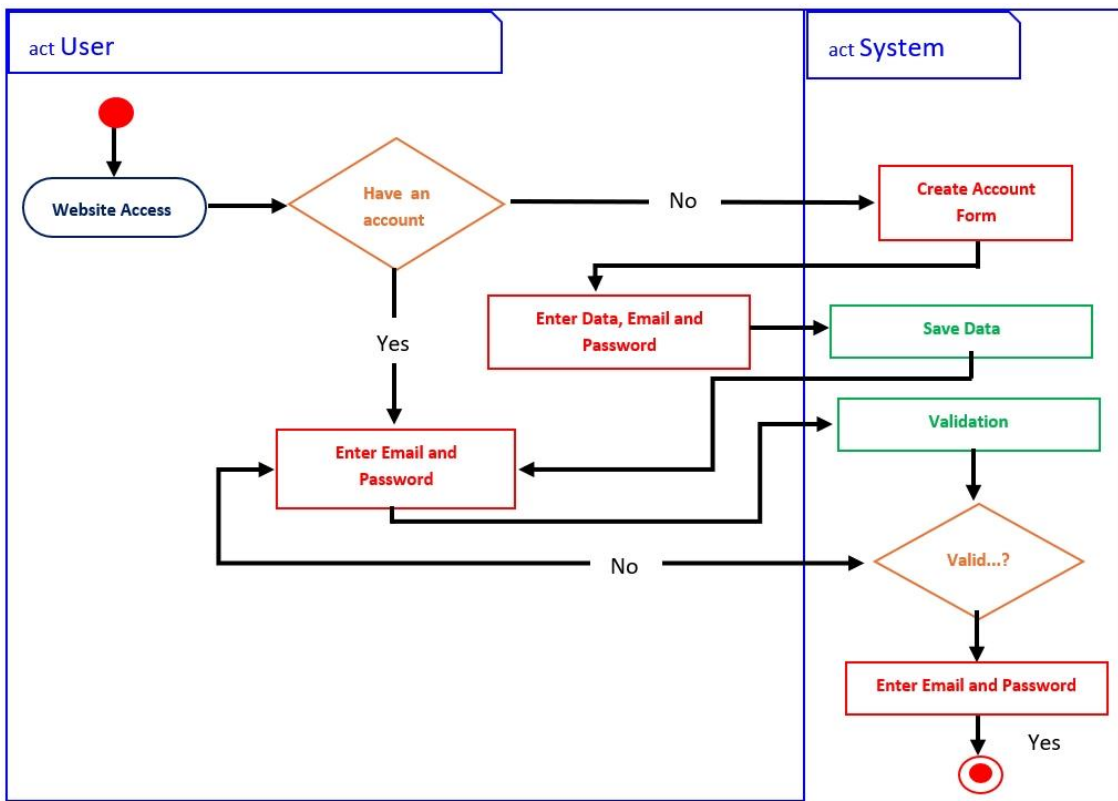 act User
act System
Have an
account
Website Access
No
Create Account
Form
Enter Data, Email and
Password
Save Data
Yes
Enter Email and
Password
Validation
No
Valid...?
Enter Email and Password
Yes